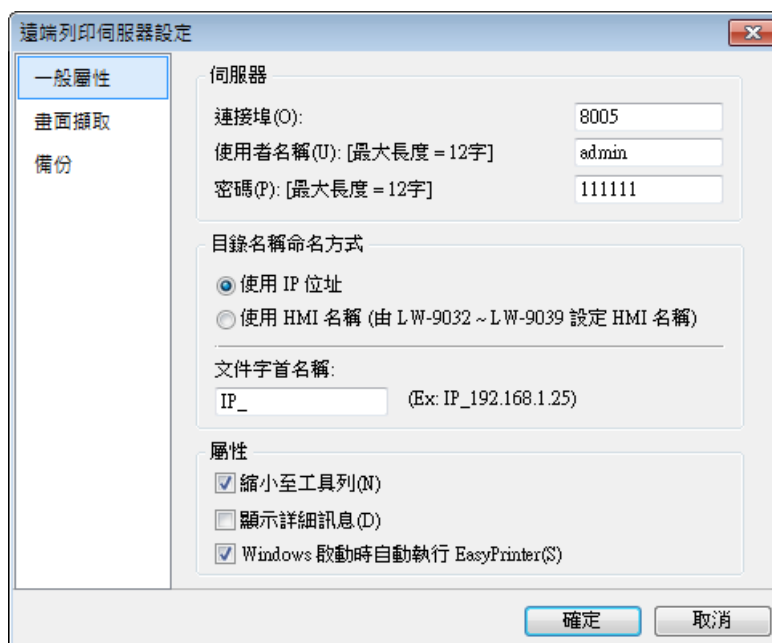 遠端列印伺服器設定
一般屬性
畫面擷取
備份
伺服器
連接埠(O): 8005
使用者名稱(U): [最大長度 = 12字] admin
密碼(P): [最大長度 = 12字] 111111
目錄名稱命名方式
使用 IP 位址
使用 HMI 名稱 (由 LW-9032 ~ LW-9039 設定 HMI 名稱)
文件字首名稱:
IP_ (Ex: IP_192.168.1.25)
屬性
縮小至工具列(N)
顯示詳細訊息(D)
Windows 啟動時自動執行 EasyPrinter(S)
確定 取消